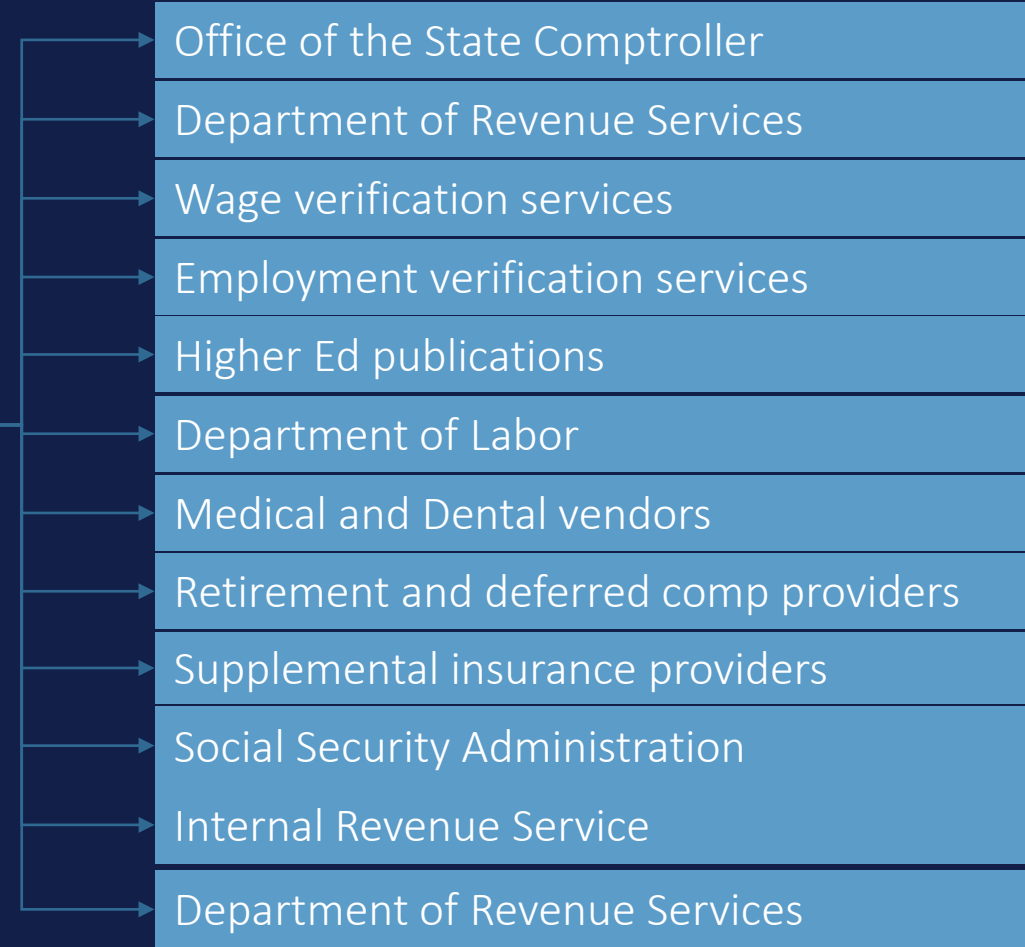 Office of the State Comptroller
Department of Revenue Services
Wage verification services
Employment verification services
Higher Ed publications
Department of Labor
Medical and Dental vendors
Retirement and deferred comp providers
Supplemental insurance providers
Social Security Administration
Internal Revenue Service
Department of Revenue Services